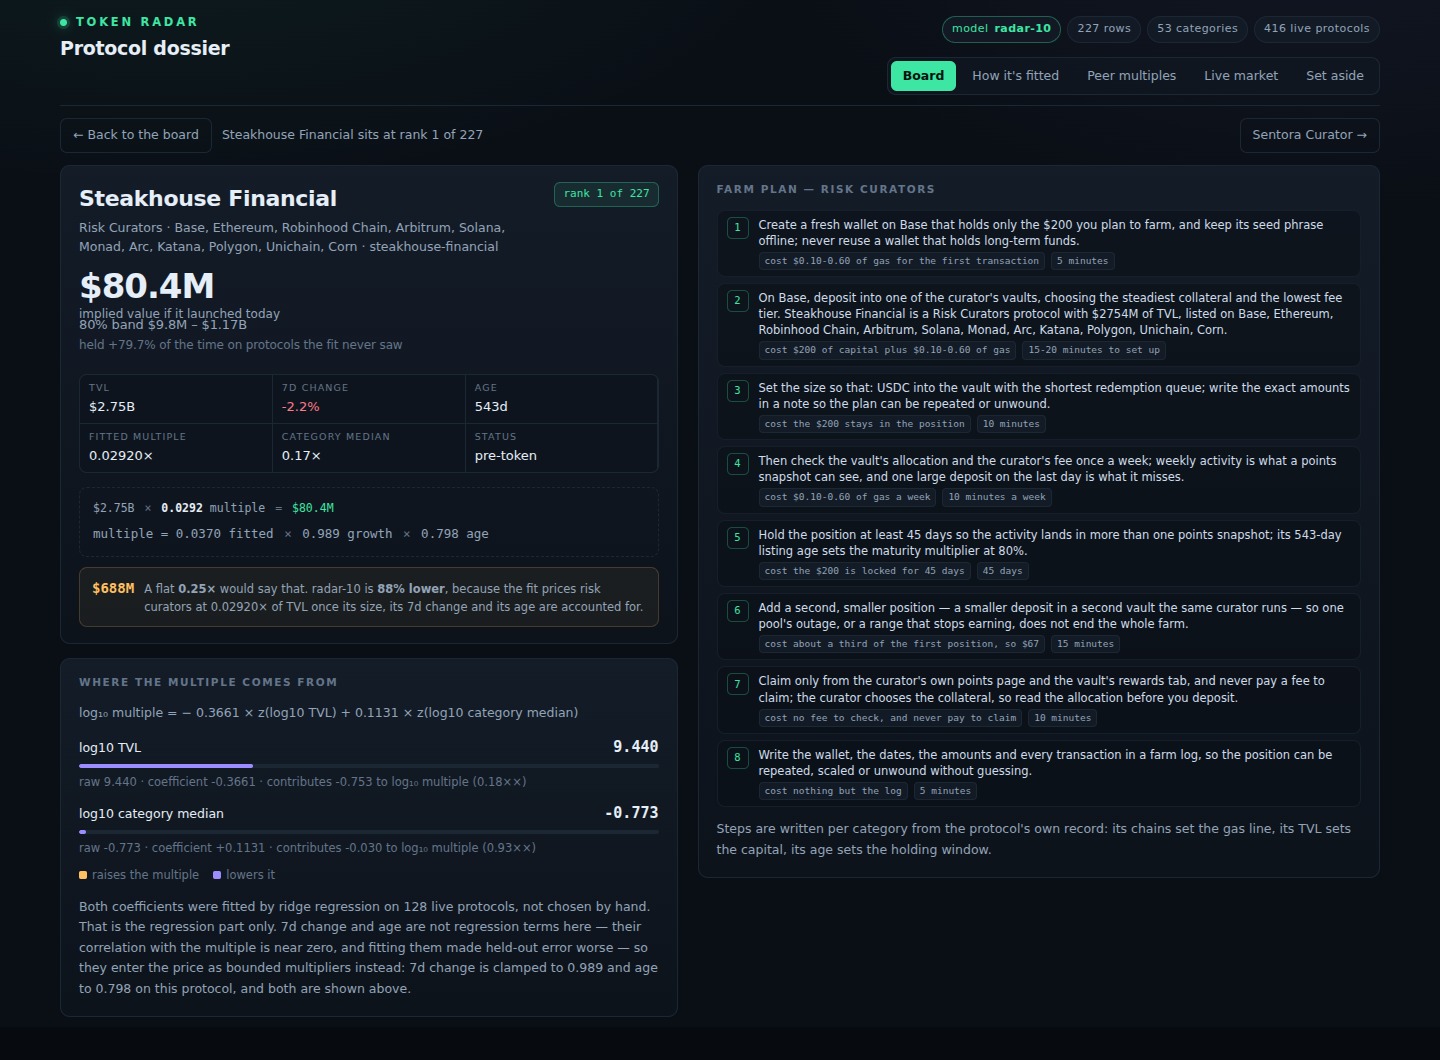 TOKEN RADAR
Protocol dossier
model radar-10
227 rows
53 categories
416 live protocols
Board
How it's fitted
Peer multiples
Live market
Set aside
← Back to the board
Steakhouse Financial sits at rank 1 of 227
Sentora Curator →
Steakhouse Financial
rank 1 of 227
Risk Curators · Base, Ethereum, Robinhood Chain, Arbitrum, Solana,
Monad, Arc, Katana, Polygon, Unichain, Corn · steakhouse-financial
$80.4M
implied value if it launched today
80% band $9.8M – $1.17B
held +79.7% of the time on protocols the fit never saw
TVL
$2.75B
7D CHANGE
-2.2%
AGE
543d
FITTED MULTIPLE
0.02920×
CATEGORY MEDIAN
0.17×
STATUS
pre-token
$2.75B × 0.0292 multiple = $80.4M
multiple = 0.0370 fitted × 0.989 growth × 0.798 age
$688M
A flat 0.25× would say that. radar-10 is 88% lower, because the fit prices risk
curators at 0.02920× of TVL once its size, its 7d change and its age are accounted for.
WHERE THE MULTIPLE COMES FROM
log₁₀ multiple = − 0.3661 × z(log10 TVL) + 0.1131 × z(log10 category median)
log10 TVL
9.440
raw 9.440 · coefficient -0.3661 · contributes -0.753 to log₁₀ multiple (0.18××)
log10 category median
-0.773
raw -0.773 · coefficient +0.1131 · contributes -0.030 to log₁₀ multiple (0.93××)
raises the multiple
lowers it
Both coefficients were fitted by ridge regression on 128 live protocols, not chosen by hand.
That is the regression part only. 7d change and age are not regression terms here — their
correlation with the multiple is near zero, and fitting them made held-out error worse — so
they enter the price as bounded multipliers instead: 7d change is clamped to 0.989 and age
to 0.798 on this protocol, and both are shown above.
FARM PLAN — RISK CURATORS
1
Create a fresh wallet on Base that holds only the $200 you plan to farm, and keep its seed phrase
offline; never reuse a wallet that holds long-term funds.
cost $0.10-0.60 of gas for the first transaction
5 minutes
2
On Base, deposit into one of the curator's vaults, choosing the steadiest collateral and the lowest fee
tier. Steakhouse Financial is a Risk Curators protocol with $2754M of TVL, listed on Base, Ethereum,
Robinhood Chain, Arbitrum, Solana, Monad, Arc, Katana, Polygon, Unichain, Corn.
cost $200 of capital plus $0.10-0.60 of gas
15-20 minutes to set up
3
Set the size so that: USDC into the vault with the shortest redemption queue; write the exact amounts
in a note so the plan can be repeated or unwound.
cost the $200 stays in the position
10 minutes
4
Then check the vault's allocation and the curator's fee once a week; weekly activity is what a points
snapshot can see, and one large deposit on the last day is what it misses.
cost $0.10-0.60 of gas a week
10 minutes a week
5
Hold the position at least 45 days so the activity lands in more than one points snapshot; its 543-day
listing age sets the maturity multiplier at 80%.
cost the $200 is locked for 45 days
45 days
6
Add a second, smaller position — a smaller deposit in a second vault the same curator runs — so one
pool's outage, or a range that stops earning, does not end the whole farm.
cost about a third of the first position, so $67
15 minutes
7
Claim only from the curator's own points page and the vault's rewards tab, and never pay a fee to
claim; the curator chooses the collateral, so read the allocation before you deposit.
cost no fee to check, and never pay to claim
10 minutes
8
Write the wallet, the dates, the amounts and every transaction in a farm log, so the position can be
repeated, scaled or unwound without guessing.
cost nothing but the log
5 minutes
Steps are written per category from the protocol's own record: its chains set the gas line, its TVL sets
the capital, its age sets the holding window.